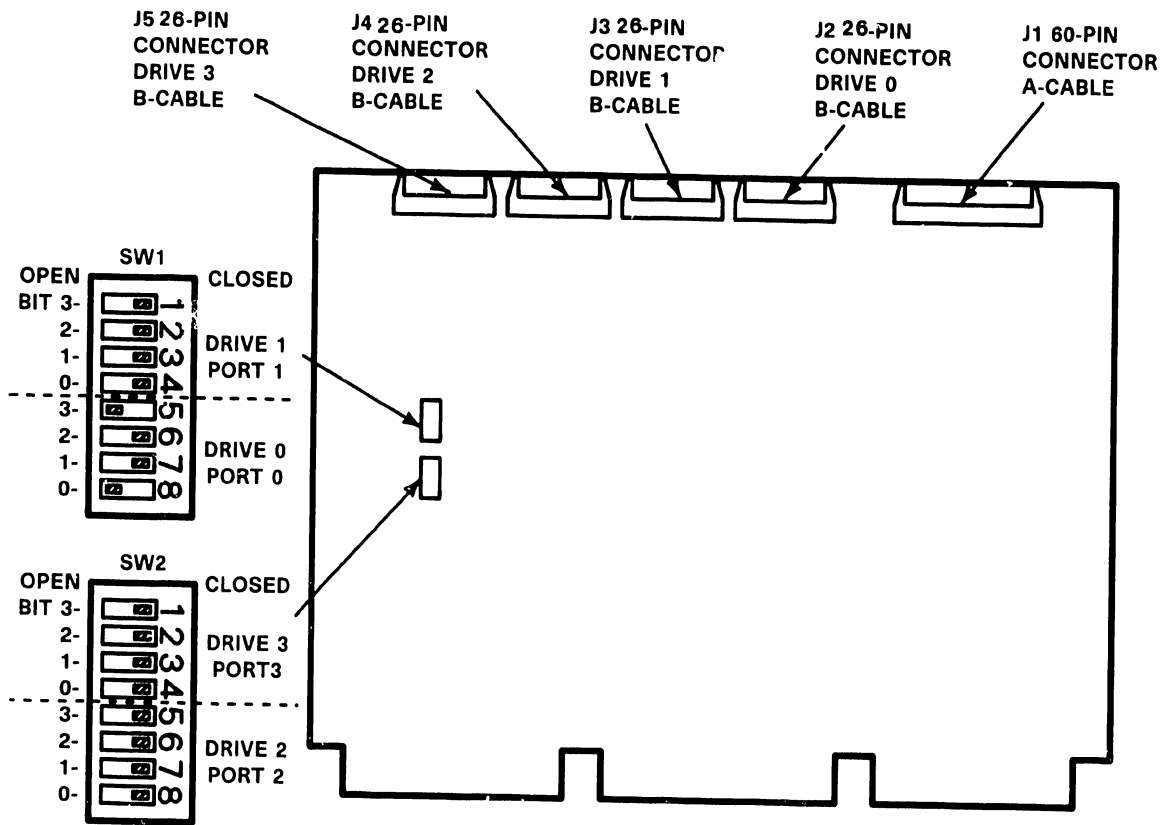 J5 26-PIN
CONNECTOR
DRIVE 3
B-CABLE
J4 26-PIN
CONNECTOR
DRIVE 2
B-CABLE
J3 26-PIN
CONNECTOR
DRIVE 1
B-CABLE
J2 26-PIN
CONNECTOR
DRIVE 0
B-CABLE
J1 60-PIN
CONNECTOR
A-CABLE
SW1
OPEN
CLOSED
BIT 3-
1
2-
2
1-
3
0-
4
DRIVE 1
PORT 1
3-
5
2-
6
1-
7
0-
8
DRIVE 0
PORT 0
SW2
OPEN
CLOSED
BIT 3-
1
2-
2
1-
3
0-
4
DRIVE 3
PORT3
3-
5
2-
6
1-
7
0-
8
DRIVE 2
PORT 2